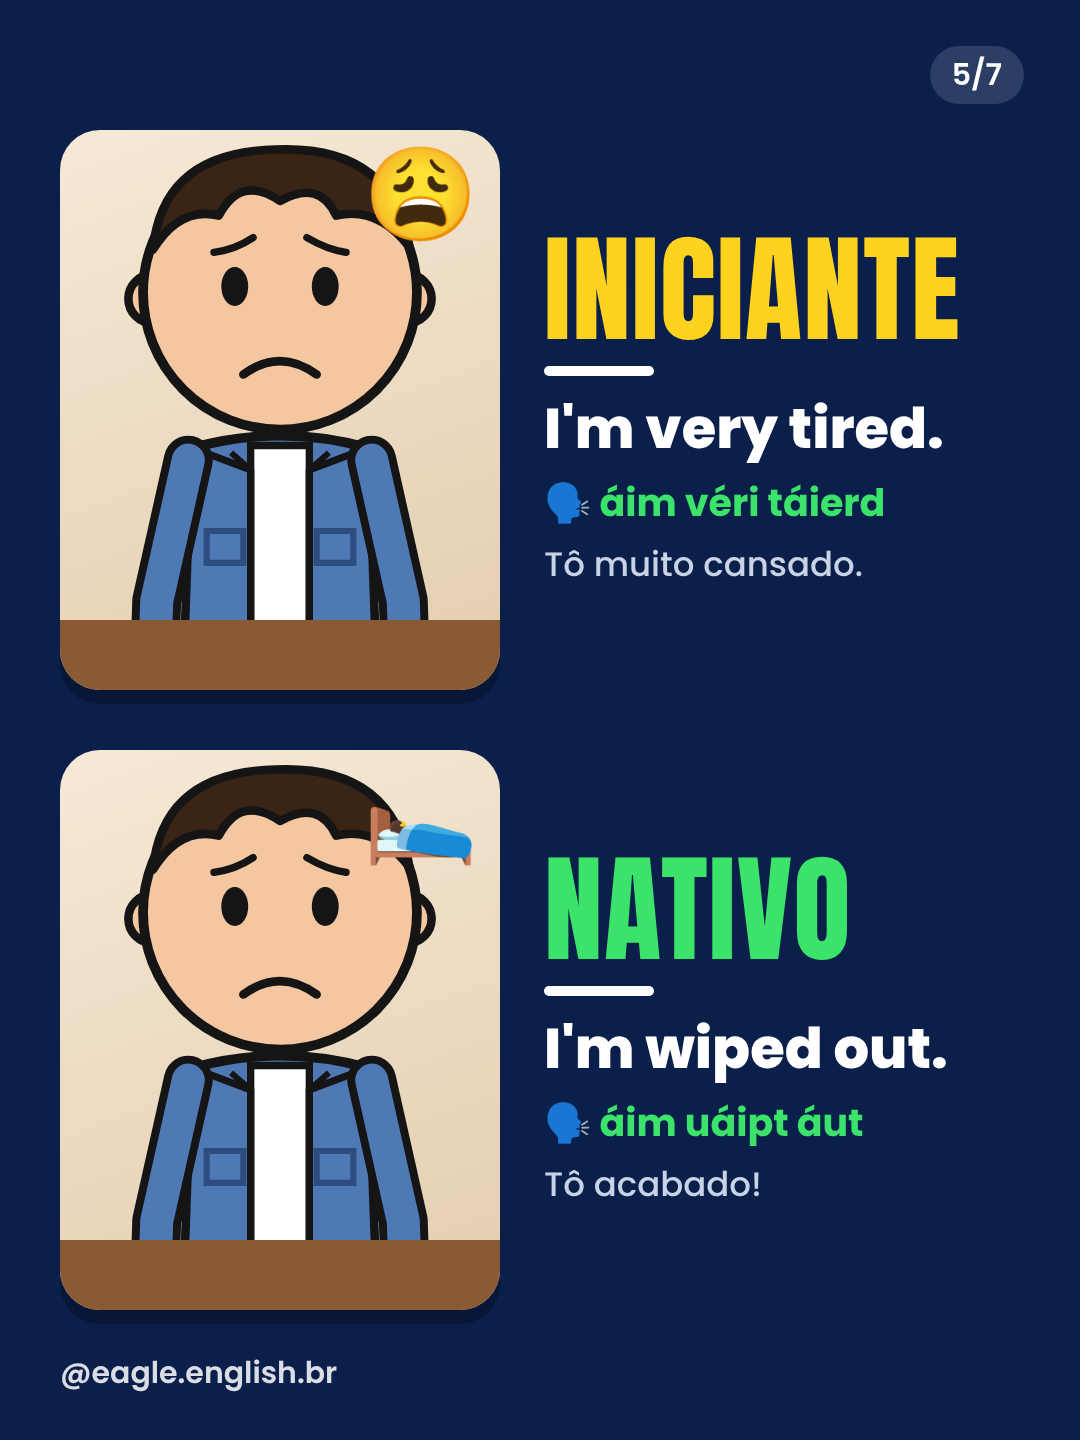 5/7
INICIANTE
I'm very tired.
áim véri táierd
Tô muito cansado.
NATIVO
I'm wiped out.
áim uáipt áut
Tô acabado!
@eagle.english.br